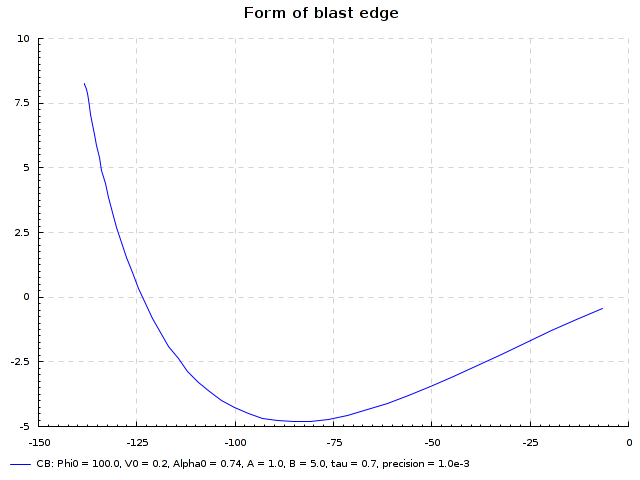 Form of blast edge
10
7.5
5
2.5
0
-2.5
-5
-150 -125 -100 -75 -50 -25 0
CB: Phi0 = 100.0, V0 = 0.2, Alpha0 = 0.74, A = 1.0, B = 5.0, tau = 0.7, precision = 1.0e-3